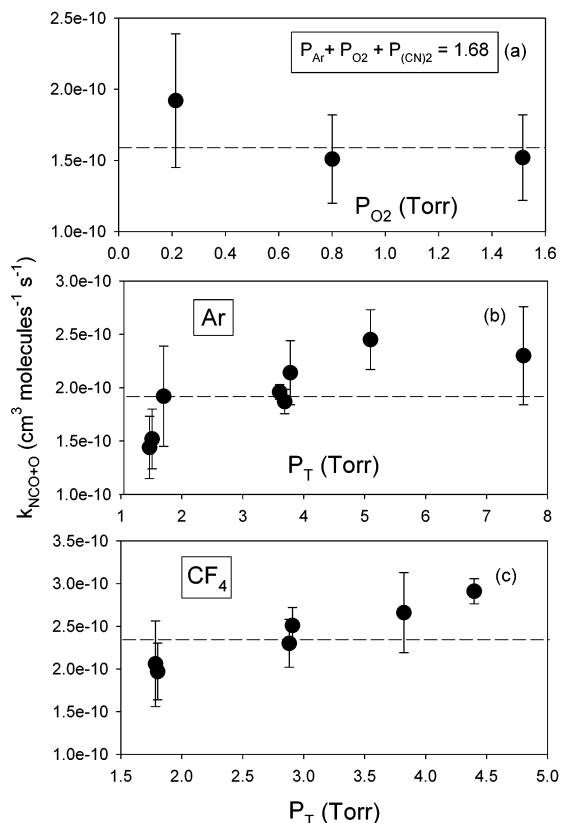 P_Ar + P_O2 + P_(CN)2 = 1.68 (a)
2.5e-10
2.0e-10
1.5e-10
1.0e-10
0.0 0.2 0.4 0.6 0.8 1.0 1.2 1.4 1.6
P_O2 (Torr)
k_NCO+O (cm³ molecules⁻¹ s⁻¹)
Ar (b)
3.0e-10
2.5e-10
2.0e-10
1.5e-10
1.0e-10
1 2 3 4 5 6 7 8
P_T (Torr)
CF₄ (c)
3.5e-10
3.0e-10
2.5e-10
2.0e-10
1.5e-10
1.0e-10
1.5 2.0 2.5 3.0 3.5 4.0 4.5 5.0
P_T (Torr)